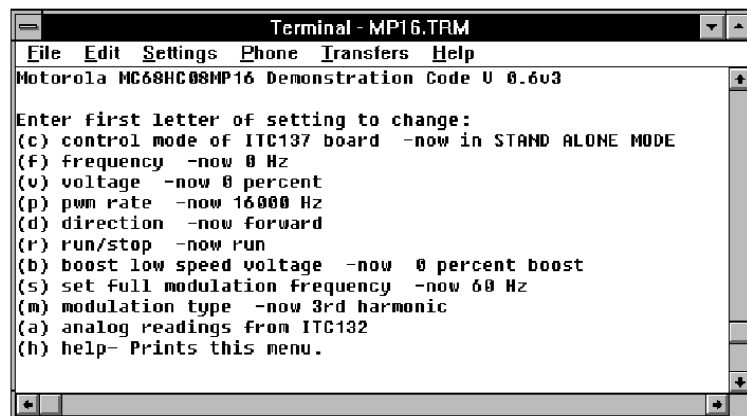 Terminal - MP16.TRM
File Edit Settings Phone Transfers Help
Motorola MC68HC08MP16 Demonstration Code V 0.6v3
Enter first letter of setting to change:
(c) control mode of ITC137 board -now in STAND ALONE MODE
(f) frequency -now 0 Hz
(v) voltage -now 0 percent
(p) pwm rate -now 16000 Hz
(d) direction -now forward
(r) run/stop -now run
(b) boost low speed voltage -now 0 percent boost
(s) set full modulation frequency -now 60 Hz
(m) modulation type -now 3rd harmonic
(a) analog readings from ITC132
(h) help- Prints this menu.